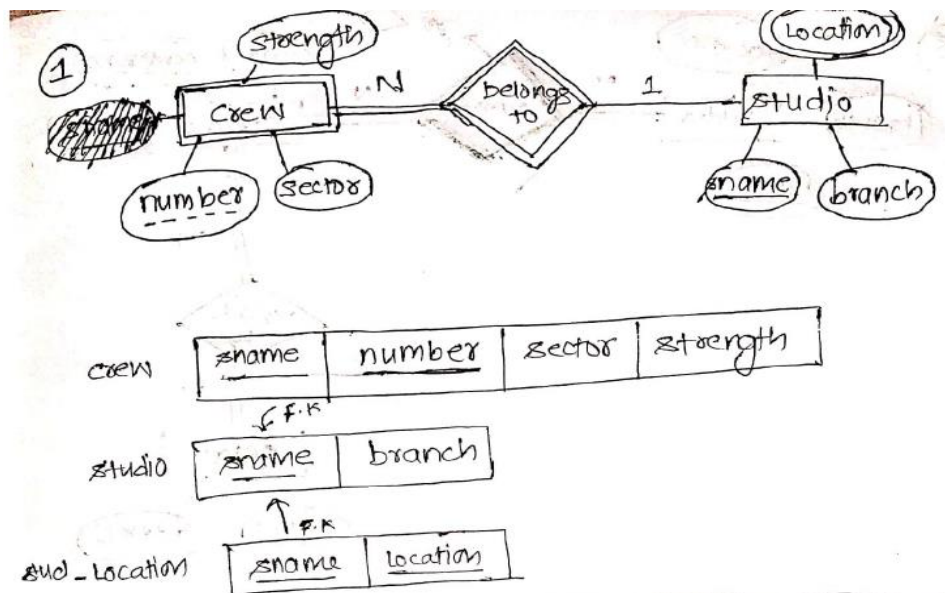 1
strength
Location
sname
crew
N
belongs
to
1
studio
number
sector
sname
branch
crew
sname
number
sector
strength
F.K
studio
sname
branch
F.K
sud_Location
sname
Location